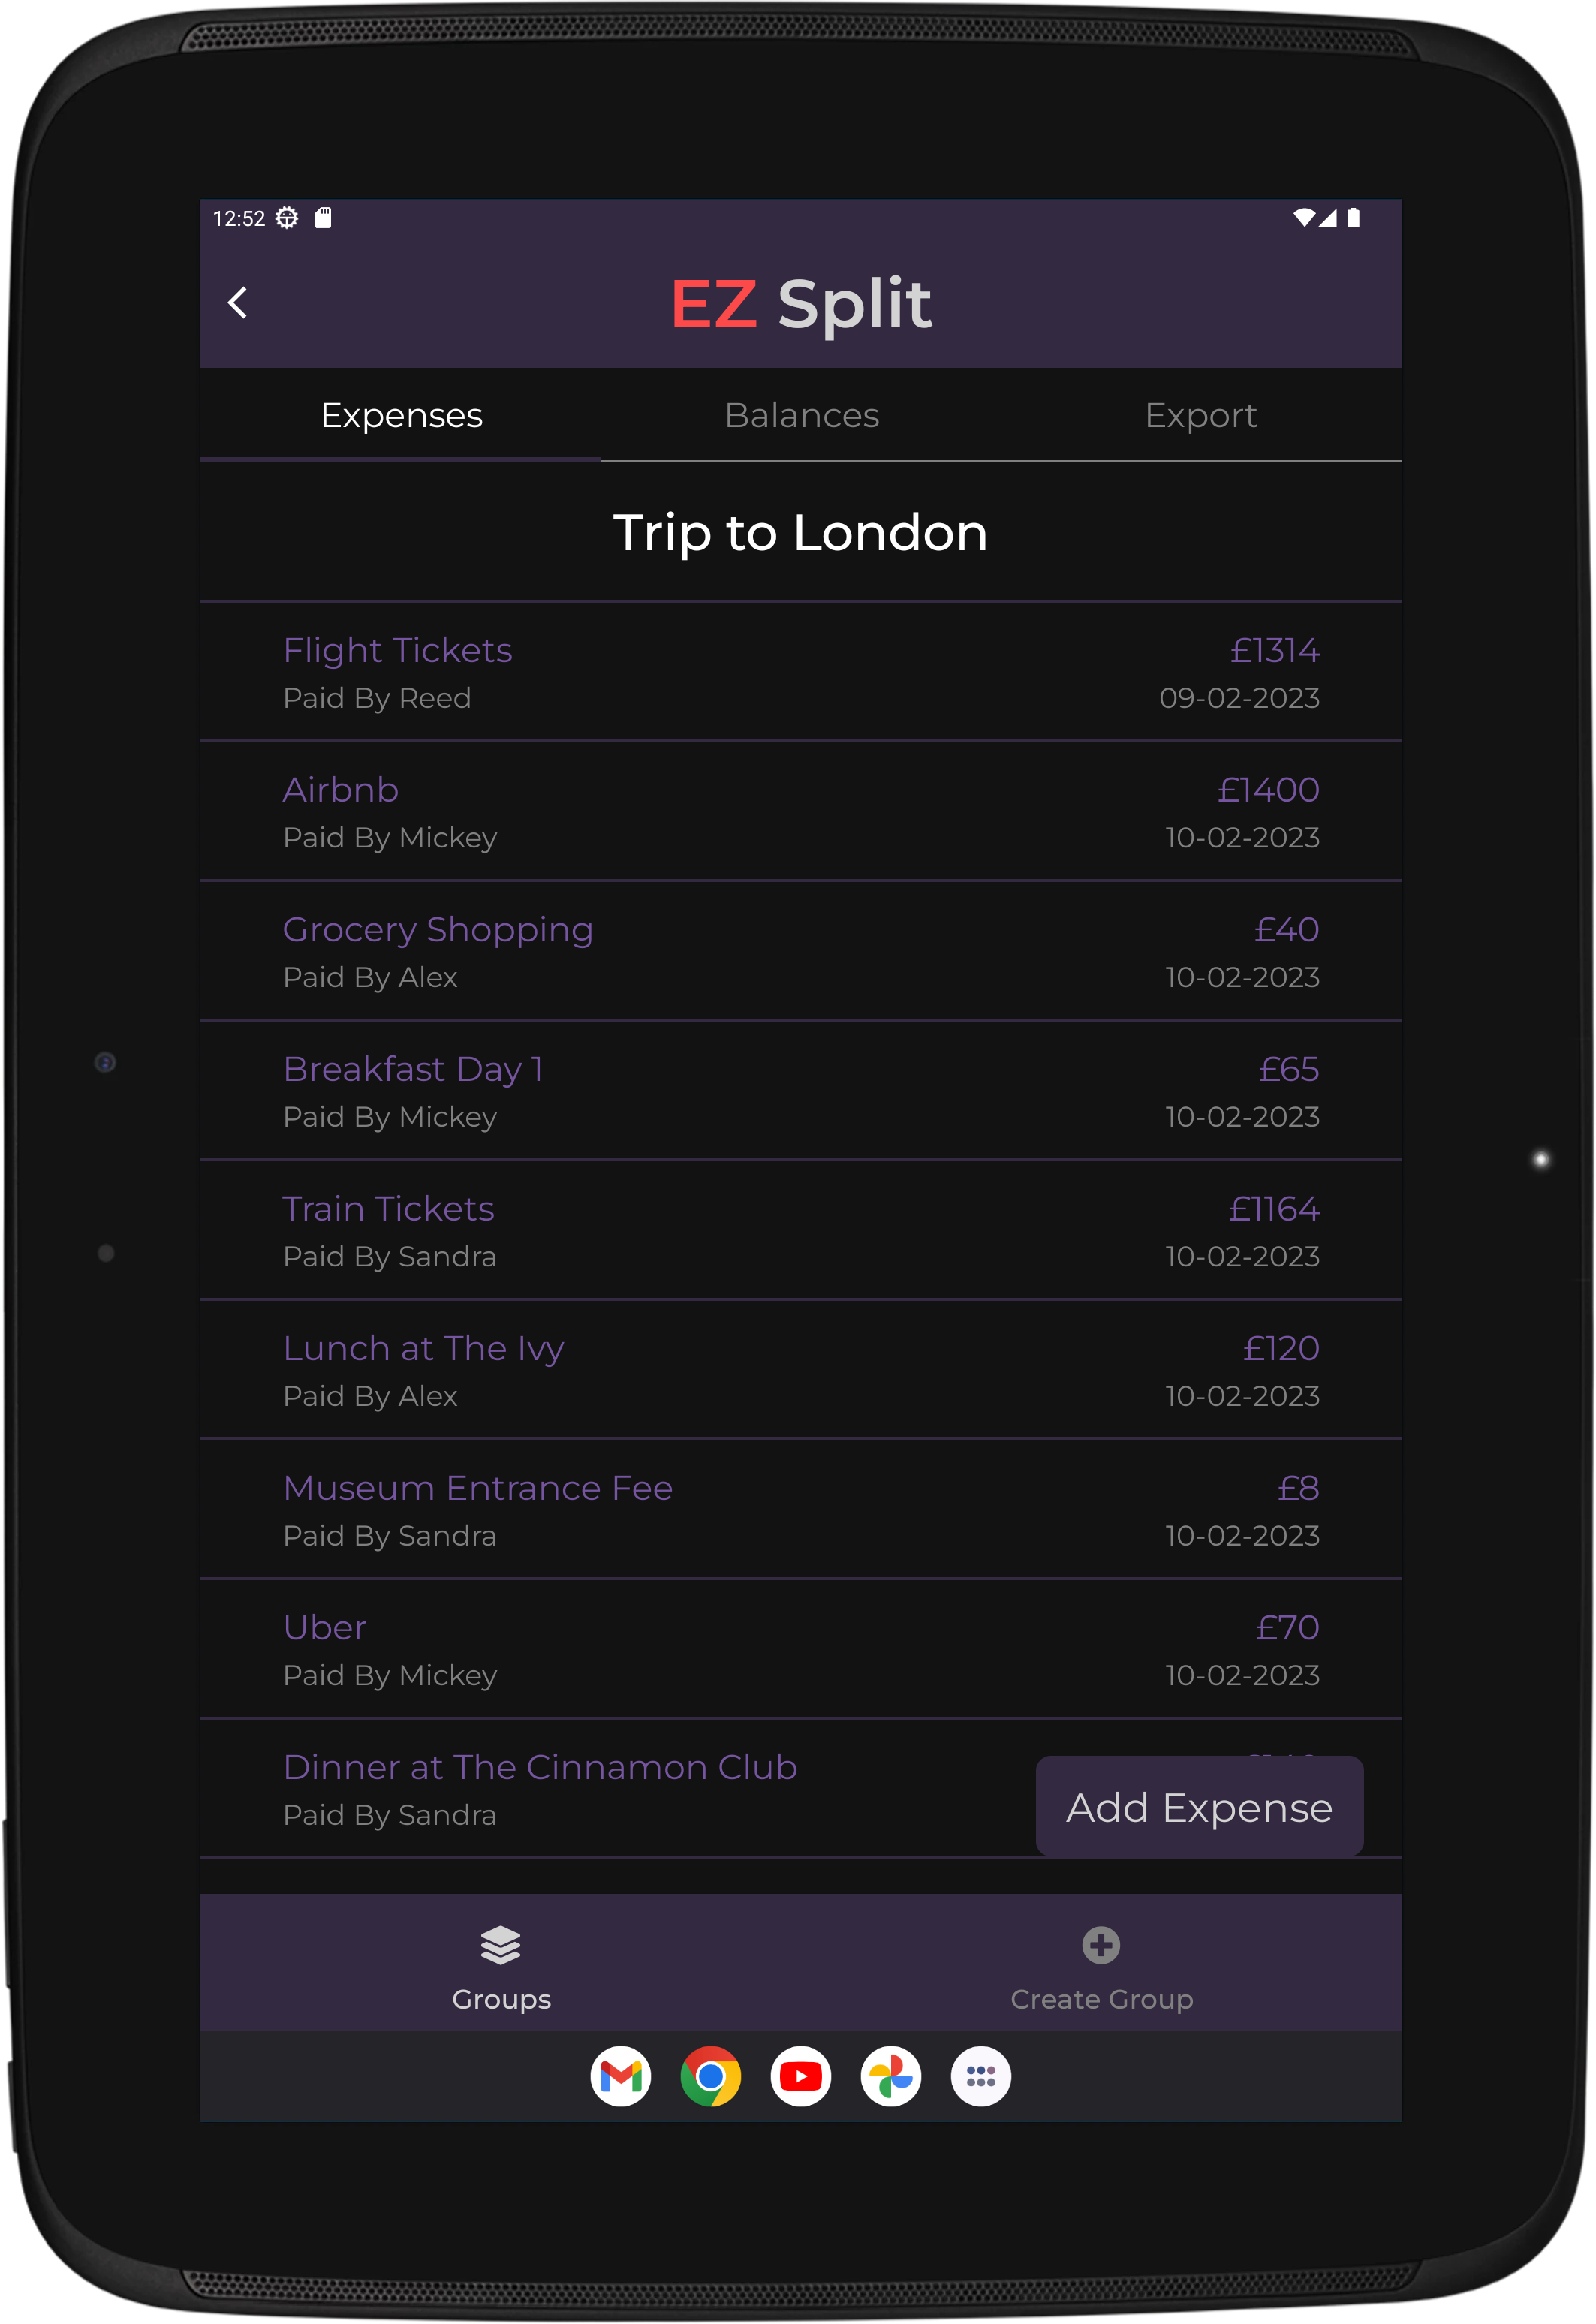 12:52
EZ Split
Expenses Balances Export
Trip to London
Flight Tickets £1314
Paid By Reed 09-02-2023
Airbnb £1400
Paid By Mickey 10-02-2023
Grocery Shopping £40
Paid By Alex 10-02-2023
Breakfast Day 1 £65
Paid By Mickey 10-02-2023
Train Tickets £1164
Paid By Sandra 10-02-2023
Lunch at The Ivy £120
Paid By Alex 10-02-2023
Museum Entrance Fee £8
Paid By Sandra 10-02-2023
Uber £70
Paid By Mickey 10-02-2023
Dinner at The Cinnamon Club
Paid By Sandra
Add Expense
Groups Create Group